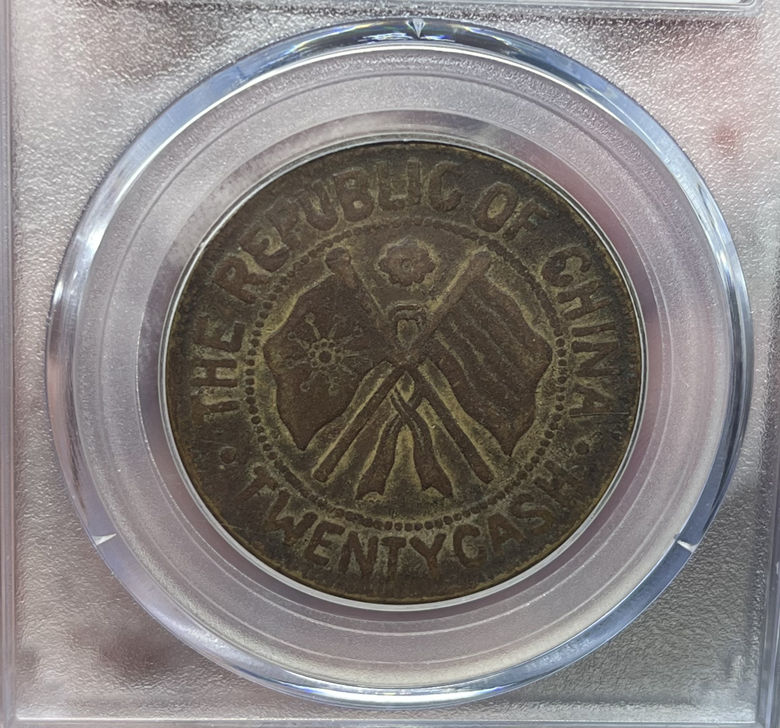 THE REPUBLIC OF CHINA
TWENTY CASH